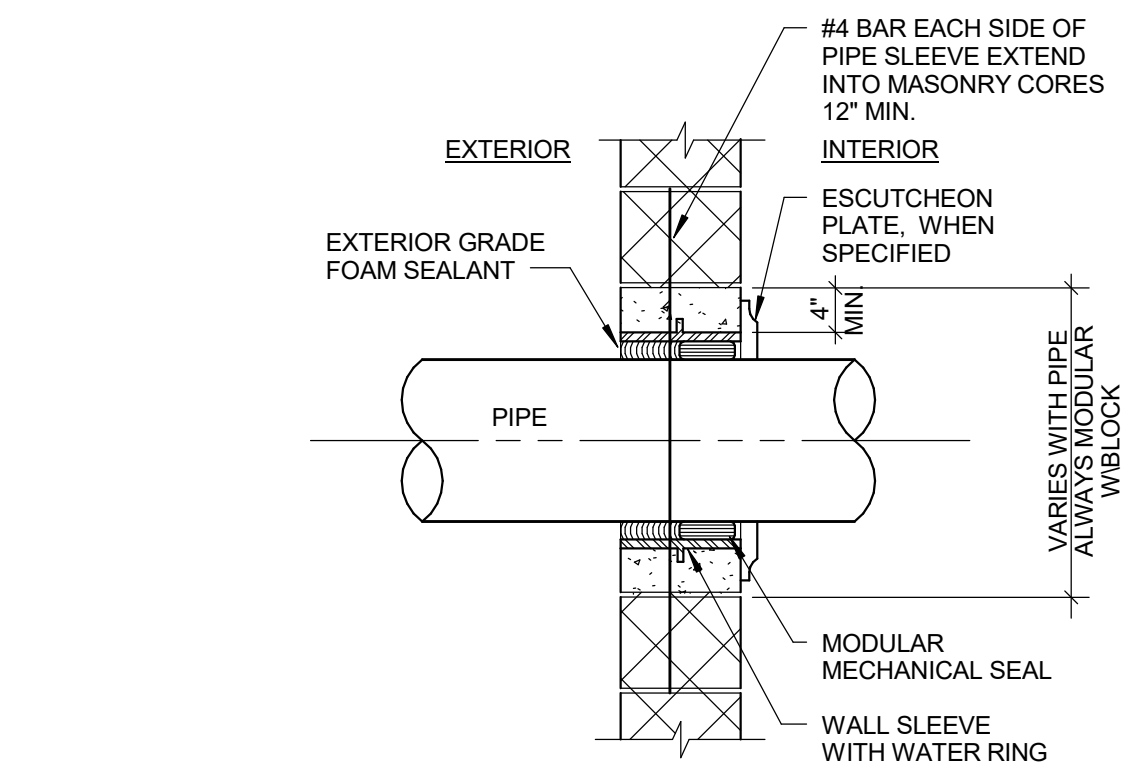 #4 BAR EACH SIDE OF
PIPE SLEEVE EXTEND
INTO MASONRY CORES
12" MIN.
EXTERIOR
INTERIOR
ESCUTCHEON
PLATE, WHEN
SPECIFIED
EXTERIOR GRADE
FOAM SEALANT
4"
MIN.
VARIES WITH PIPE
ALWAYS MODULAR
W\BLOCK
PIPE
MODULAR
MECHANICAL SEAL
WALL SLEEVE
WITH WATER RING